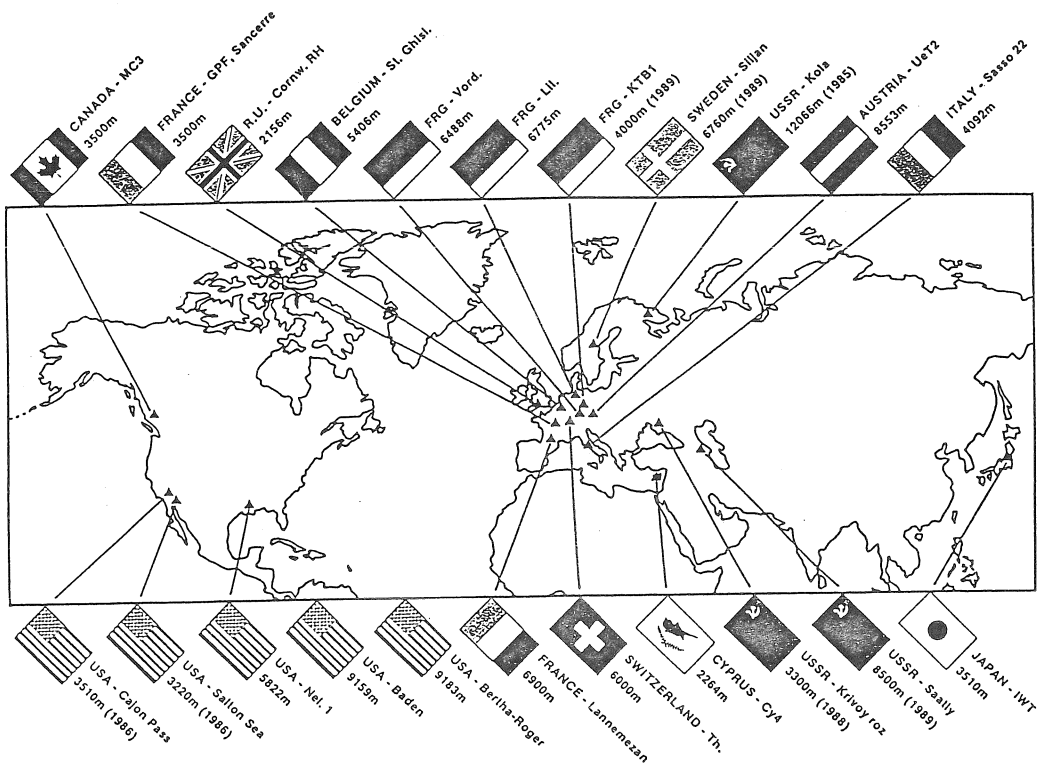 CANADA - MC3
3500m
FRANCE - GPF, Sancerre
3500m
R.U. - Cornw. RH
2156m
BELGIUM - St. Ghisl.
5406m
FRG - Vord.
6488m
FRG - Lil.
6775m
FRG - KTB1
4000m (1989)
SWEDEN - Siljan
6760m (1989)
USSR - Kola
12066m (1985)
AUSTRIA - UeT2
8553m
ITALY - Sasso 22
4092m
USA - Cajon Pass
3510m (1986)
USA - Salton Sea
3220m (1986)
USA - Nel. 1
5822m
USA - Baden
9159m
USA - Bertha-Roger
9183m
FRANCE - Lannemezan
6900m
SWITZERLAND - Th.
6000m
CYPRUS - Cy4
2264m
USSR - Krivoy roz
3300m (1988)
USSR - Saatly
8500m (1989)
JAPAN - IWT
3510m